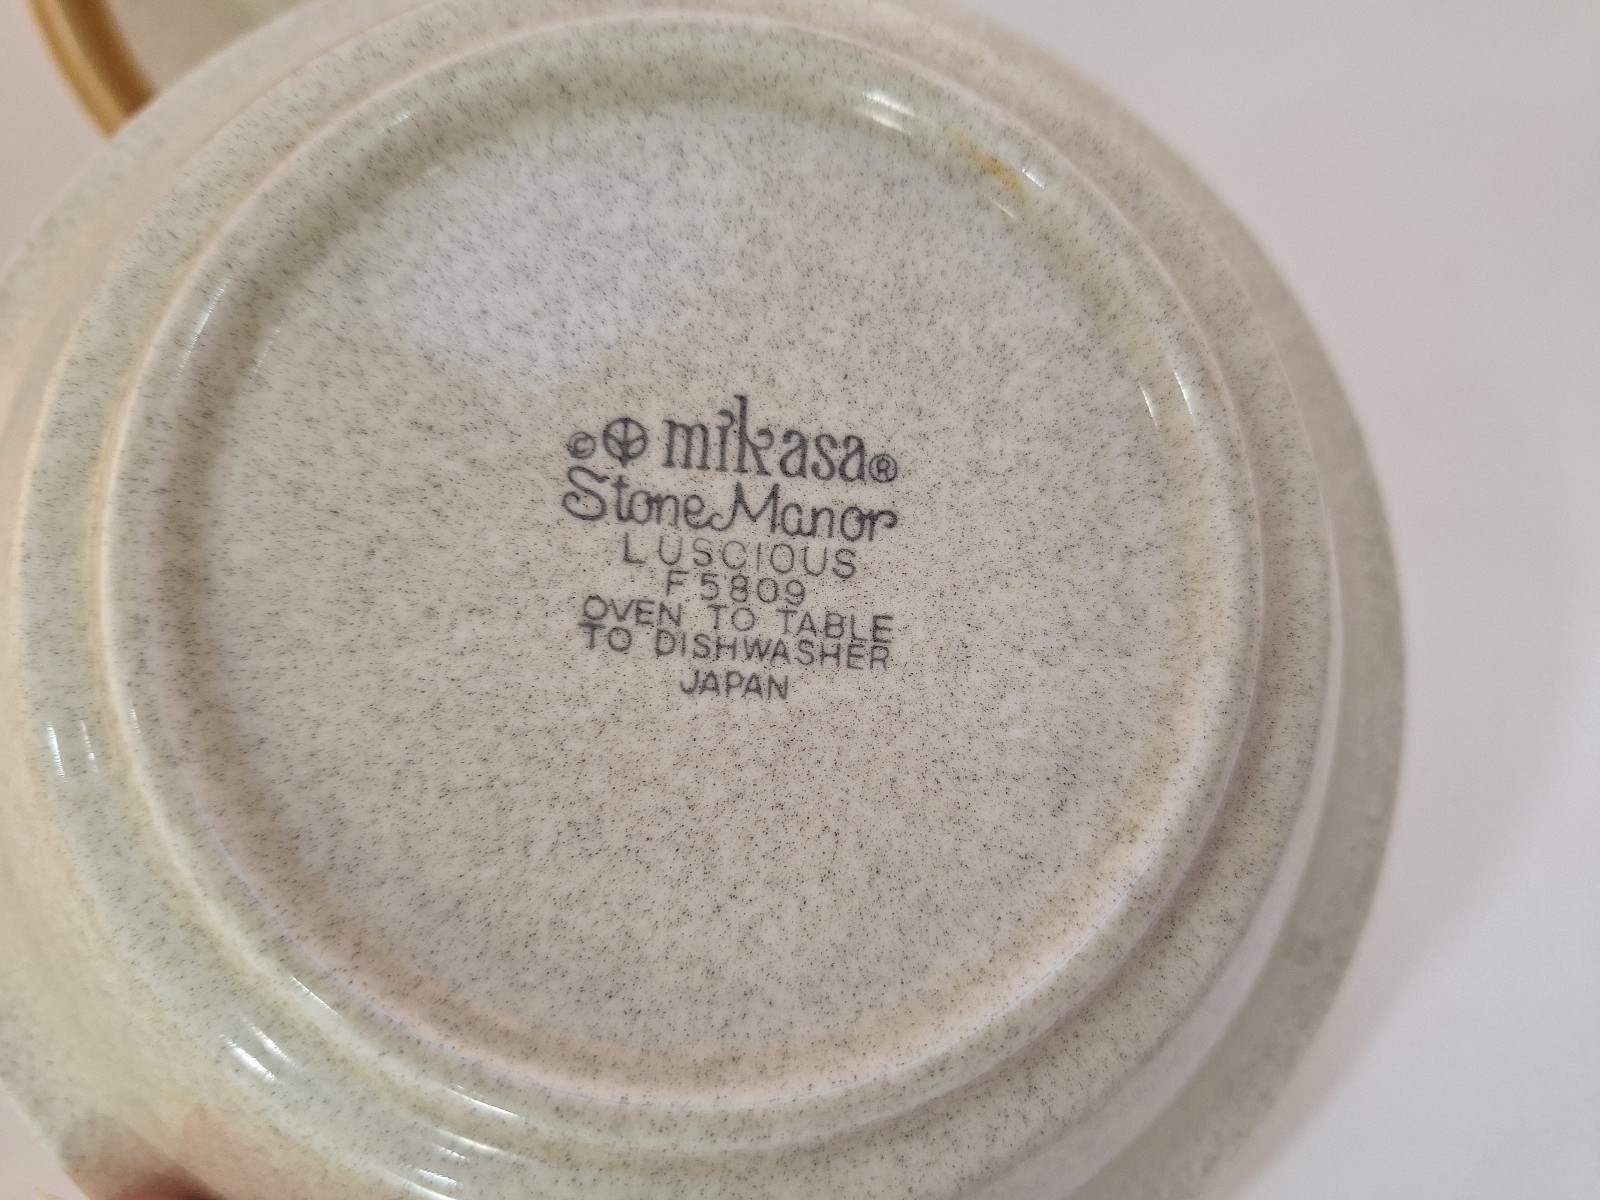 © mikasa®
Stone Manor
LUSCIOUS
F5809
OVEN TO TABLE
TO DISHWASHER
JAPAN